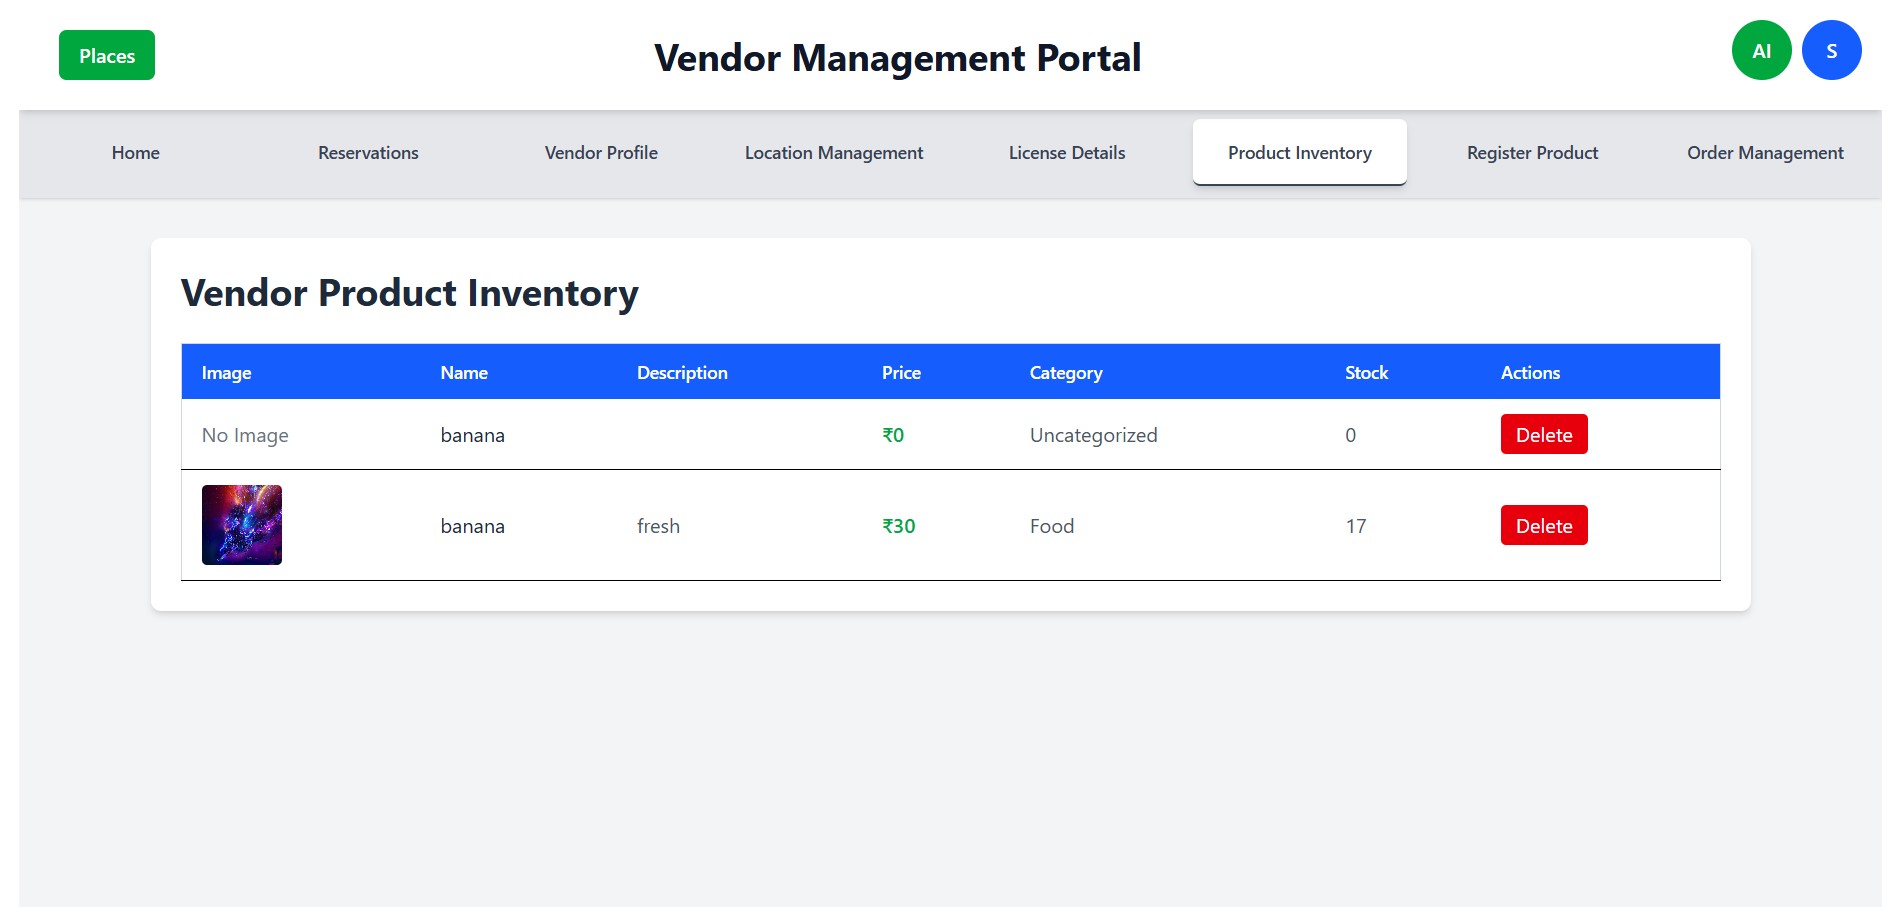 Places
Vendor Management Portal
AI
S
Home
Reservations
Vendor Profile
Location Management
License Details
Product Inventory
Register Product
Order Management
Vendor Product Inventory
Image Name Description Price Category Stock Actions
No Image banana ₹0 Uncategorized 0 Delete
banana fresh ₹30 Food 17 Delete